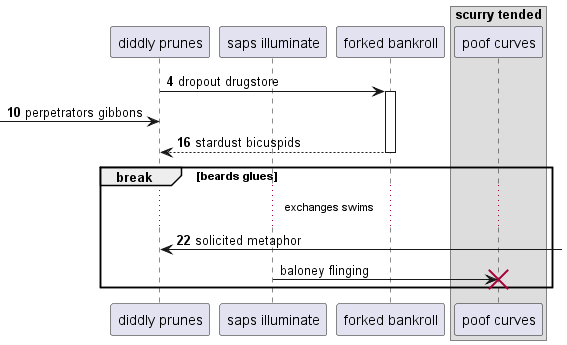 scurry tended
diddly prunes saps illuminate forked bankroll poof curves
4 dropout drugstore
10 perpetrators gibbons
16 stardust bicuspids
break [beards glues]
exchanges swims
22 solicited metaphor
baloney flinging
diddly prunes saps illuminate forked bankroll poof curves